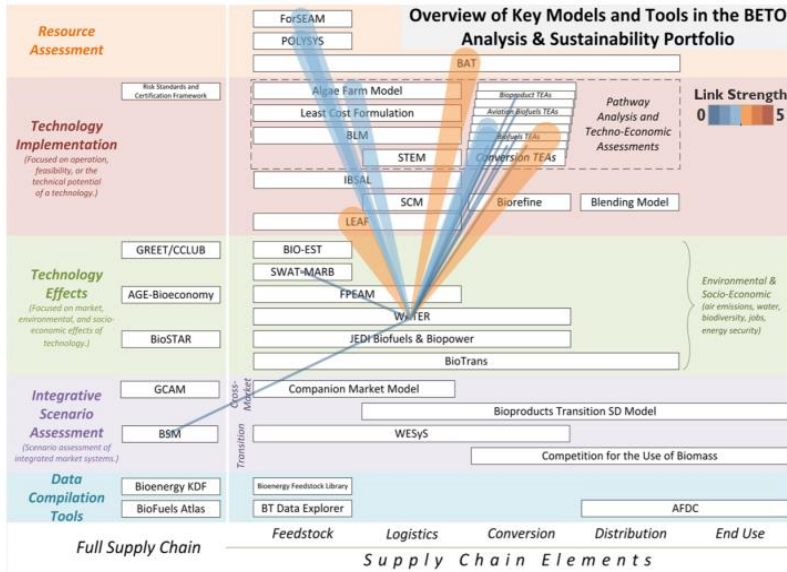 Overview of Key Models and Tools in the BETO
Analysis & Sustainability Portfolio
Resource
Assessment
ForSEAM
POLYSYS
BAT
Technology
Implementation
(Focused on operation,
feasibility, or the
technical potential
of a technology.)
Risk Standards and
Certification Framework
Algae Farm Model
Least Cost Formulation
BLM
STEM
IBSAL
SCM
LEAF
Bioproduct TEAs
Aviation Biofuels TEAs
Biofuels TEAs
Conversion TEAs
Biorefine
Blending Model
Pathway
Analysis and
Techno-Economic
Assessments
Link Strength
0
5
Technology
Effects
(Focused on market,
environmental, and socio-
economic effects of
technology.)
GREET/CCLUB
AGE-Bioeconomy
BioSTAR
BIO-EST
SWAT-MARB
FPEAM
WATER
JEDI Biofuels & Biopower
BioTrans
Environmental &
Socio-Economic
(air emissions, water,
biodiversity, jobs,
energy security)
Integrative
Scenario
Assessment
(Scenario assessment of
integrated market systems.)
GCAM
BSM
Cross-
Market
Transition
Companion Market Model
Bioproducts Transition SD Model
WESyS
Competition for the Use of Biomass
Data
Compilation
Tools
Bioenergy KDF
BioFuels Atlas
Bioenergy Feedstock Library
BT Data Explorer
AFDC
Full Supply Chain
Feedstock
Logistics
Conversion
Distribution
End Use
Supply Chain Elements